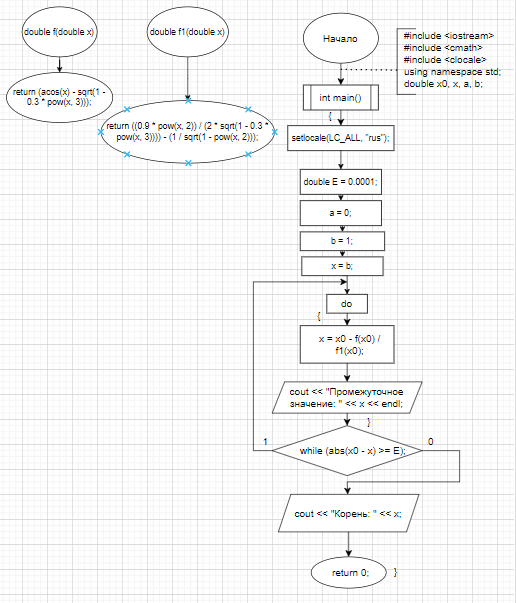 double f(double x)
return (acos(x) - sqrt(1 -
0.3 * pow(x, 3)));
double f1(double x)
return ((0.9 * pow(x, 2)) / (2 * sqrt(1 - 0.3 *
pow(x, 3)))) - (1 / sqrt(1 - pow(x, 2)));
Начало
#include <iostream>
#include <cmath>
#include <clocale>
using namespace std;
double x0, x, a, b;
int main()
{
setlocale(LC_ALL, "rus");
double E = 0.0001;
a = 0;
b = 1;
x = b;
do
{
x = x0 - f(x0) /
f1(x0);
cout << "Промежуточное
значение: " << x << endl;
}
1
while (abs(x0 - x) >= E);
0
cout << "Корень: " << x;
return 0;
}